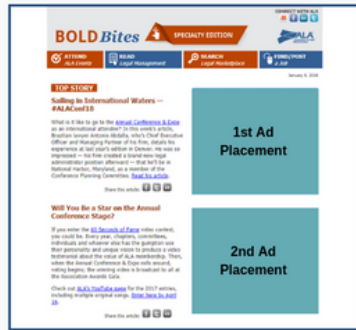 CONNECT WITH ALA
BOLD Bites
SPECIALTY EDITION
ALA
ATTEND
ALA Events
READ
Legal Management
SEARCH
Legal Marketplace
FIND/POST
a Job
January 6, 2018
TOP STORY
Sailing in International Waters —
#ALAConf18
What is it like to go to the Annual Conference & Expo
as an international attendee? In this week's article,
Brazilian lawyer Antonio Abdalla, who's Chief Executive
Officer and Managing Partner of his firm, details his
experience at last year's edition in Denver. He was so
impressed — his firm created a brand-new legal
administrator position afterward — that he'll be in
National Harbor, Maryland, as a member of the
Conference Planning Committee. Read his article.
Share this article:
1st Ad
Placement
Will You Be a Star on the Annual
Conference Stage?
If you enter the 60 Seconds of Fame video contest,
you could be. Every year, chapters, committees,
individuals and whoever else has the gumption use
their personality and unique vision to produce a video
testimonial about the value of ALA membership. Then,
when the Annual Conference & Expo rolls around,
voting begins; the winning video is broadcast to all at
the Association Awards Gala.
Check out ALA's YouTube page for the 2017 entries,
including multiple original songs. Enter here by April
16.
Share this article:
2nd Ad
Placement